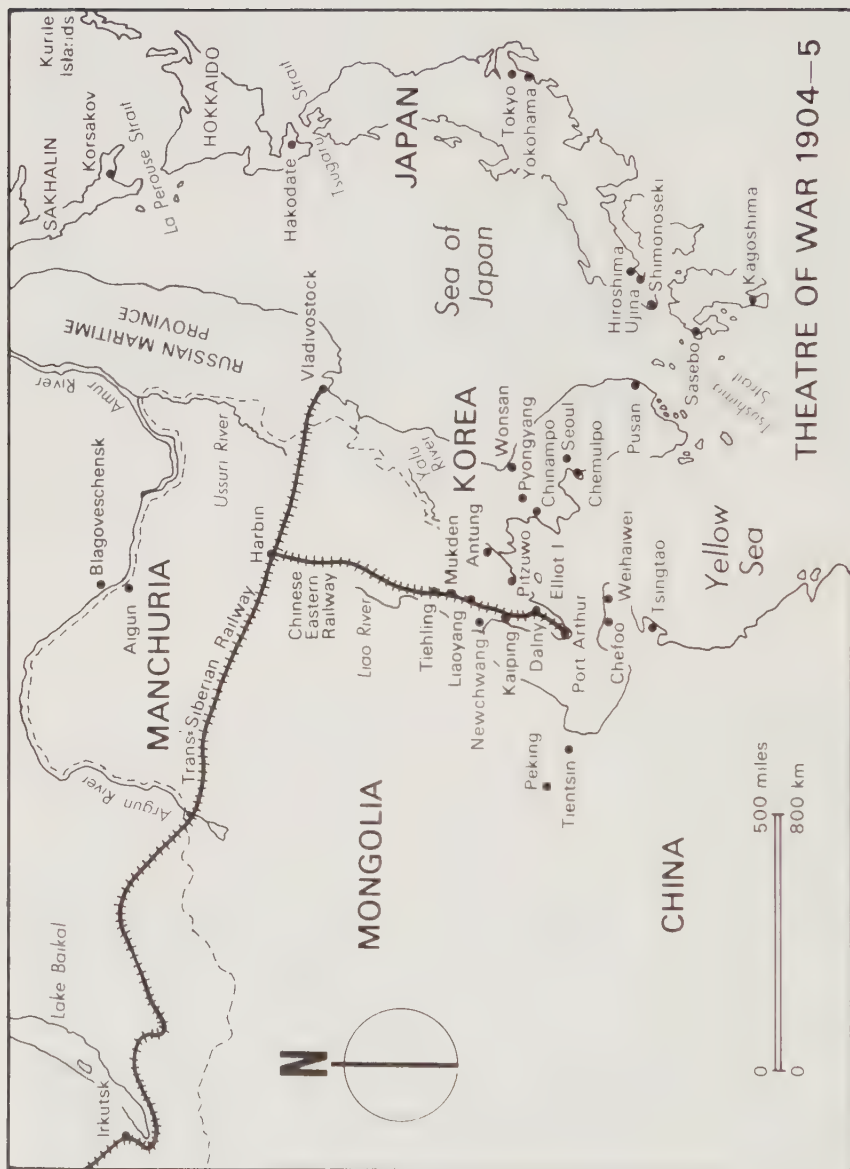 Kurile
Islands
SAKHALIN
Korsakov
La Perouse Strait
HOKKAIDO
Hakodate
Tsugaru
Strait
JAPAN
Tokyo
Yokohama
Sea of
Japan
Hiroshima
Ujina
Shimonoseki
Sasebo
Kagoshima
Tsushima
Strait
RUSSIAN MARITIME
PROVINCE
Amur
River
Ussuri River
Vladivostock
Blagoveschensk
Aigun
MANCHURIA
Harbin
Argun River
Trans-Siberian Railway
Chinese
Eastern
Railway
Liao River
Tiehling
Mukden
Liaoyang
Antung
Newchwang
Kaiping
Pitzuwo
Dalny
Elliot I
Port Arthur
Yalu
River
KOREA
Wonsan
Pyongyang
Chinampo
Seoul
Chemulpo
Pusan
Chefoo
Weihaiwei
Tsingtao
Yellow
Sea
Lake Baikal
Irkutsk
MONGOLIA
Peking
Tientsin
CHINA
N
0 500 miles
0 800 km
THEATRE OF WAR 1904–5